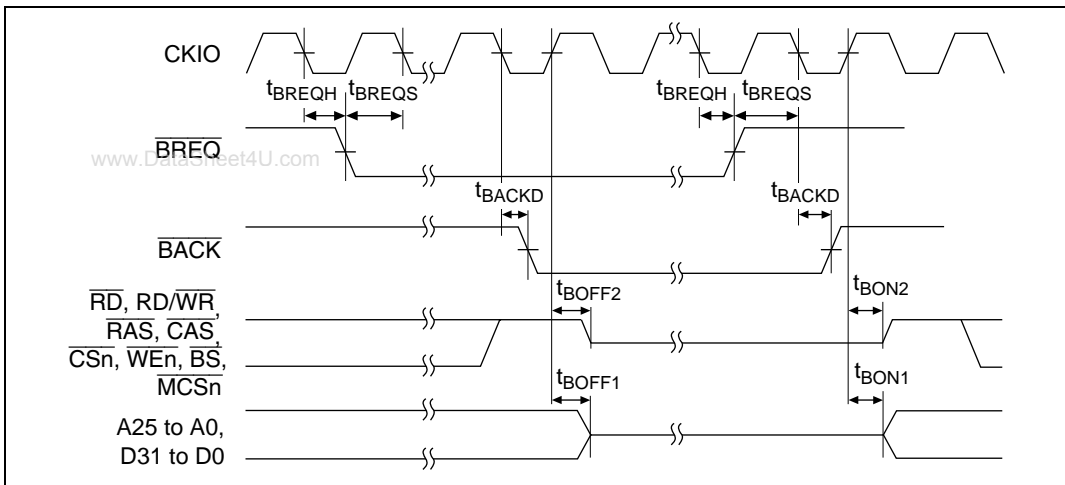 CKIO
tBREQH tBREQS tBREQH tBREQS
BREQ
www.DataSheet4U.com
tBACKD tBACKD
BACK
RD, RD/WR,
RAS, CAS,
CSn, WEn, BS,
MCSn
tBOFF2 tBON2
tBOFF1 tBON1
A25 to A0,
D31 to D0